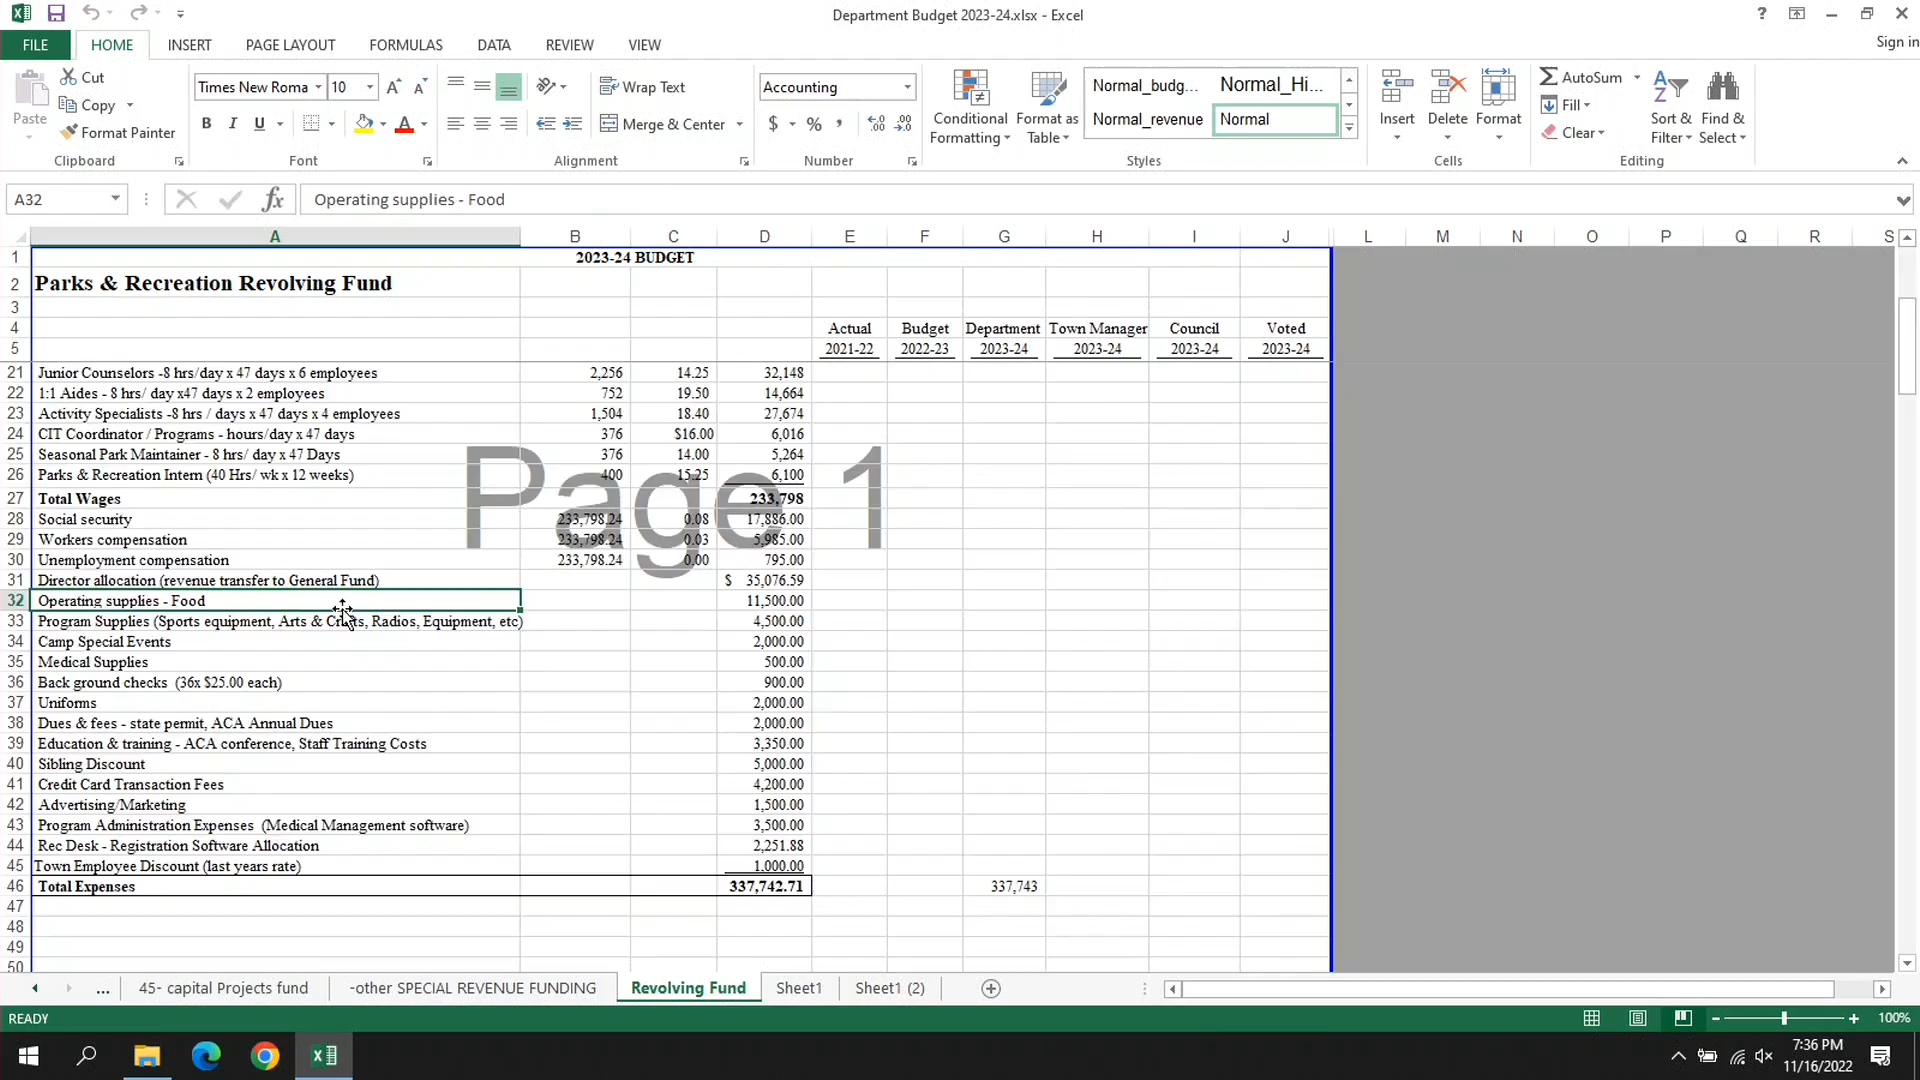 Department Budget 2023-24.xlsx - Excel
?
Sign in
FILE HOME INSERT PAGE LAYOUT FORMULAS DATA REVIEW VIEW
Paste
Cut
Copy
Format Painter
Clipboard
Times New Roma 10
B I U
Font
Wrap Text
Merge & Center
Alignment
Accounting
$ % ,
Number
Conditional Formatting
Format as Table
Normal_budg... Normal_Hi...
Normal_revenue Normal
Styles
Insert Delete Format
Cells
AutoSum
Fill
Clear
Sort & Filter
Find & Select
Editing
A32 fx Operating supplies - Food
A B C D E F G H I J L M N O P Q R S
1 2023-24 BUDGET
2 Parks & Recreation Revolving Fund
3
4 Actual Budget Department Town Manager Council Voted
5 2021-22 2022-23 2023-24 2023-24 2023-24 2023-24
21 Junior Counselors -8 hrs/day x 47 days x 6 employees 2,256 14.25 32,148
22 1:1 Aides - 8 hrs/ day x47 days x 2 employees 752 19.50 14,664
23 Activity Specialists -8 hrs / days x 47 days x 4 employees 1,504 18.40 27,674
24 CIT Coordinator / Programs - hours/day x 47 days 376 $16.00 6,016
25 Seasonal Park Maintainer - 8 hrs/ day x 47 Days 376 14.00 5,264
26 Parks & Recreation Intern (40 Hrs/ wk x 12 weeks) 400 15.25 6,100
Page 1
27 Total Wages 233,798
28 Social security 233,798.24 0.08 17,886.00
29 Workers compensation 233,798.24 0.03 5,985.00
30 Unemployment compensation 233,798.24 0.00 795.00
31 Director allocation (revenue transfer to General Fund) $ 35,076.59
32 Operating supplies - Food 11,500.00
33 Program Supplies (Sports equipment, Arts & Crafts, Radios, Equipment, etc) 4,500.00
34 Camp Special Events 2,000.00
35 Medical Supplies 500.00
36 Back ground checks (36x $25.00 each) 900.00
37 Uniforms 2,000.00
38 Dues & fees - state permit, ACA Annual Dues 2,000.00
39 Education & training - ACA conference, Staff Training Costs 3,350.00
40 Sibling Discount 5,000.00
41 Credit Card Transaction Fees 4,200.00
42 Advertising/Marketing 1,500.00
43 Program Administration Expenses (Medical Management software) 3,500.00
44 Rec Desk - Registration Software Allocation 2,251.88
45 Town Employee Discount (last years rate) 1,000.00
46 Total Expenses 337,742.71 337,743
47
48
49
50
... 45- capital Projects fund -other SPECIAL REVENUE FUNDING Revolving Fund Sheet1 Sheet1 (2)
READY 100%
7:36 PM
11/16/2022